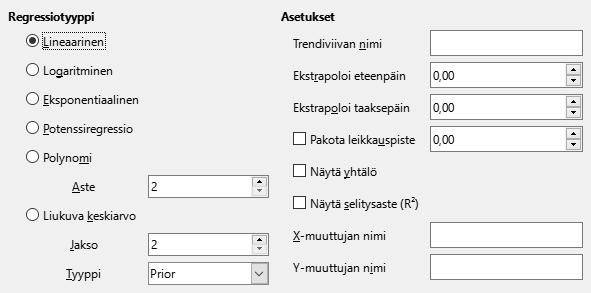 Regressiotyyppi
Lineaarinen
Logaritminen
Eksponentiaalinen
Potenssiregressio
Polynomi
Aste 2
Liukuva keskiarvo
Jakso 2
Tyyppi Prior
Asetukset
Trendiviivan nimi
Ekstrapoloi eteenpäin 0,00
Ekstrapoloi taaksepäin 0,00
Pakota leikkauspiste 0,00
Näytä yhtälö
Näytä selitysaste (R²)
X-muuttujan nimi
Y-muuttujan nimi